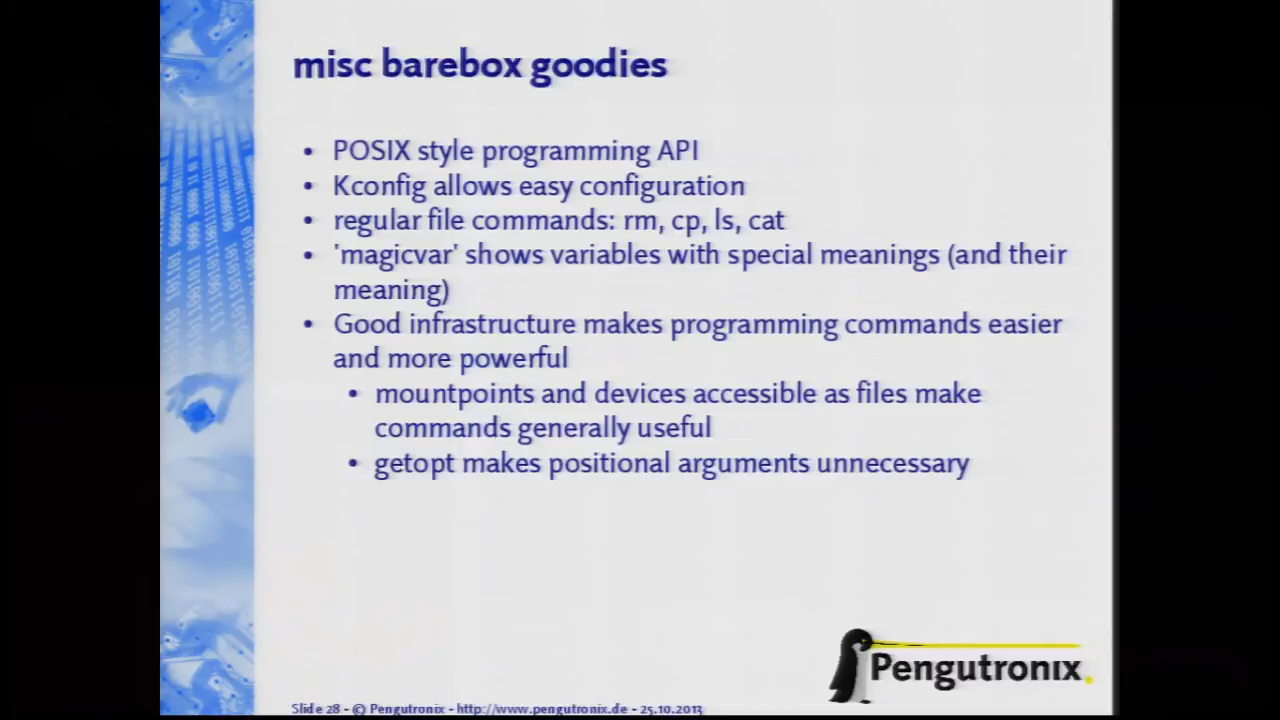 misc barebox goodies
• POSIX style programming API
• Kconfig allows easy configuration
• regular file commands: rm, cp, ls, cat
• 'magicvar' shows variables with special meanings (and their
meaning)
• Good infrastructure makes programming commands easier
and more powerful
• mountpoints and devices accessible as files make
commands generally useful
• getopt makes positional arguments unnecessary
Pengutronix.
Slide 28 - © Pengutronix - http://www.pengutronix.de - 25.10.2013